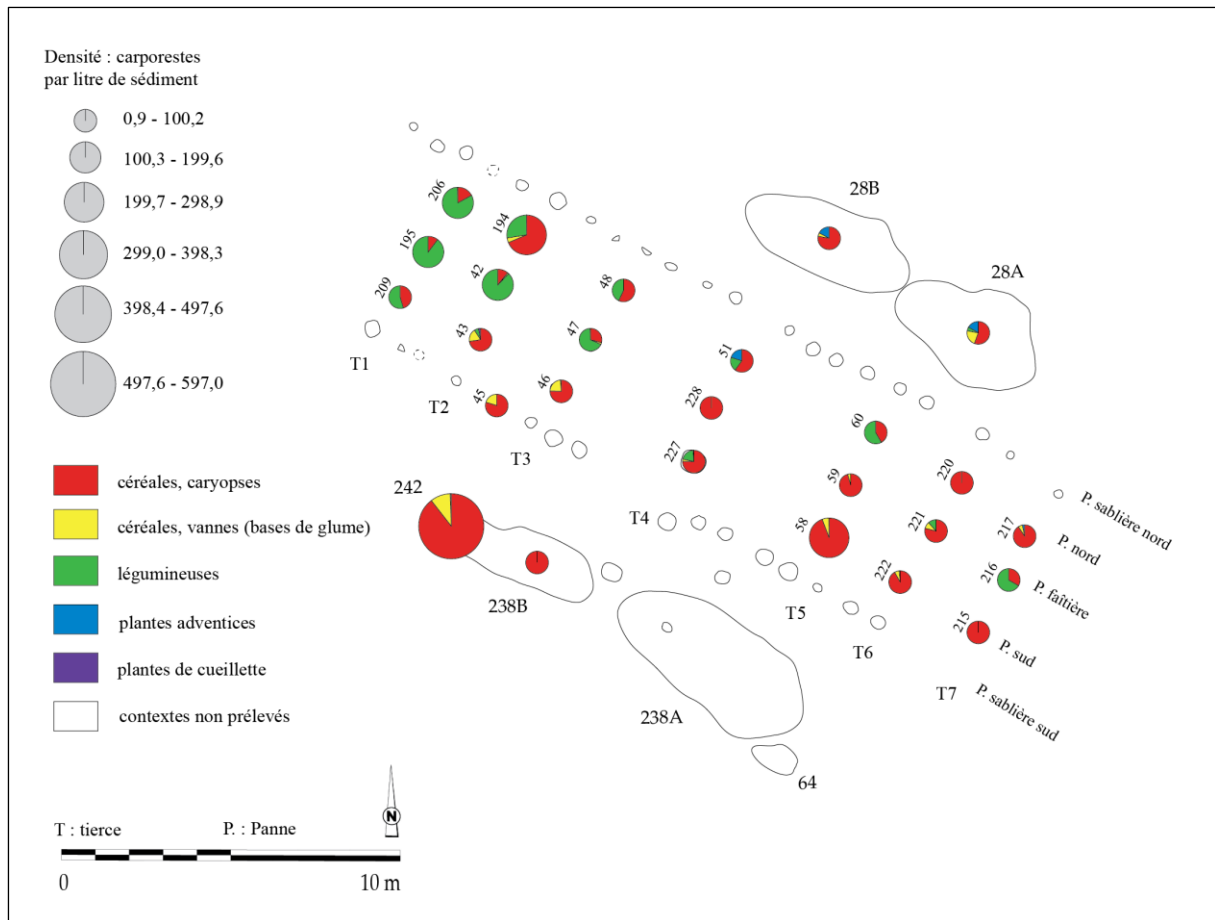 Densité : carporestes
par litre de sédiment
0,9 - 100,2
100,3 - 199,6
199,7 - 298,9
299,0 - 398,3
398,4 - 497,6
497,6 - 597,0
céréales, caryopses
céréales, vannes (bases de glume)
légumineuses
plantes adventices
plantes de cueillette
contextes non prélevés
T : tierce P. : Panne
0 10 m
N
206
194
28B
195
42
48
28A
209
43
47
T1
51
T2
45
46
228
60
T3
227
59
220
242
T4
58
221
217
P. sablière nord
P. nord
238B
222
216
P. faîtière
T5
T6
215
P. sud
238A
T7
P. sablière sud
64